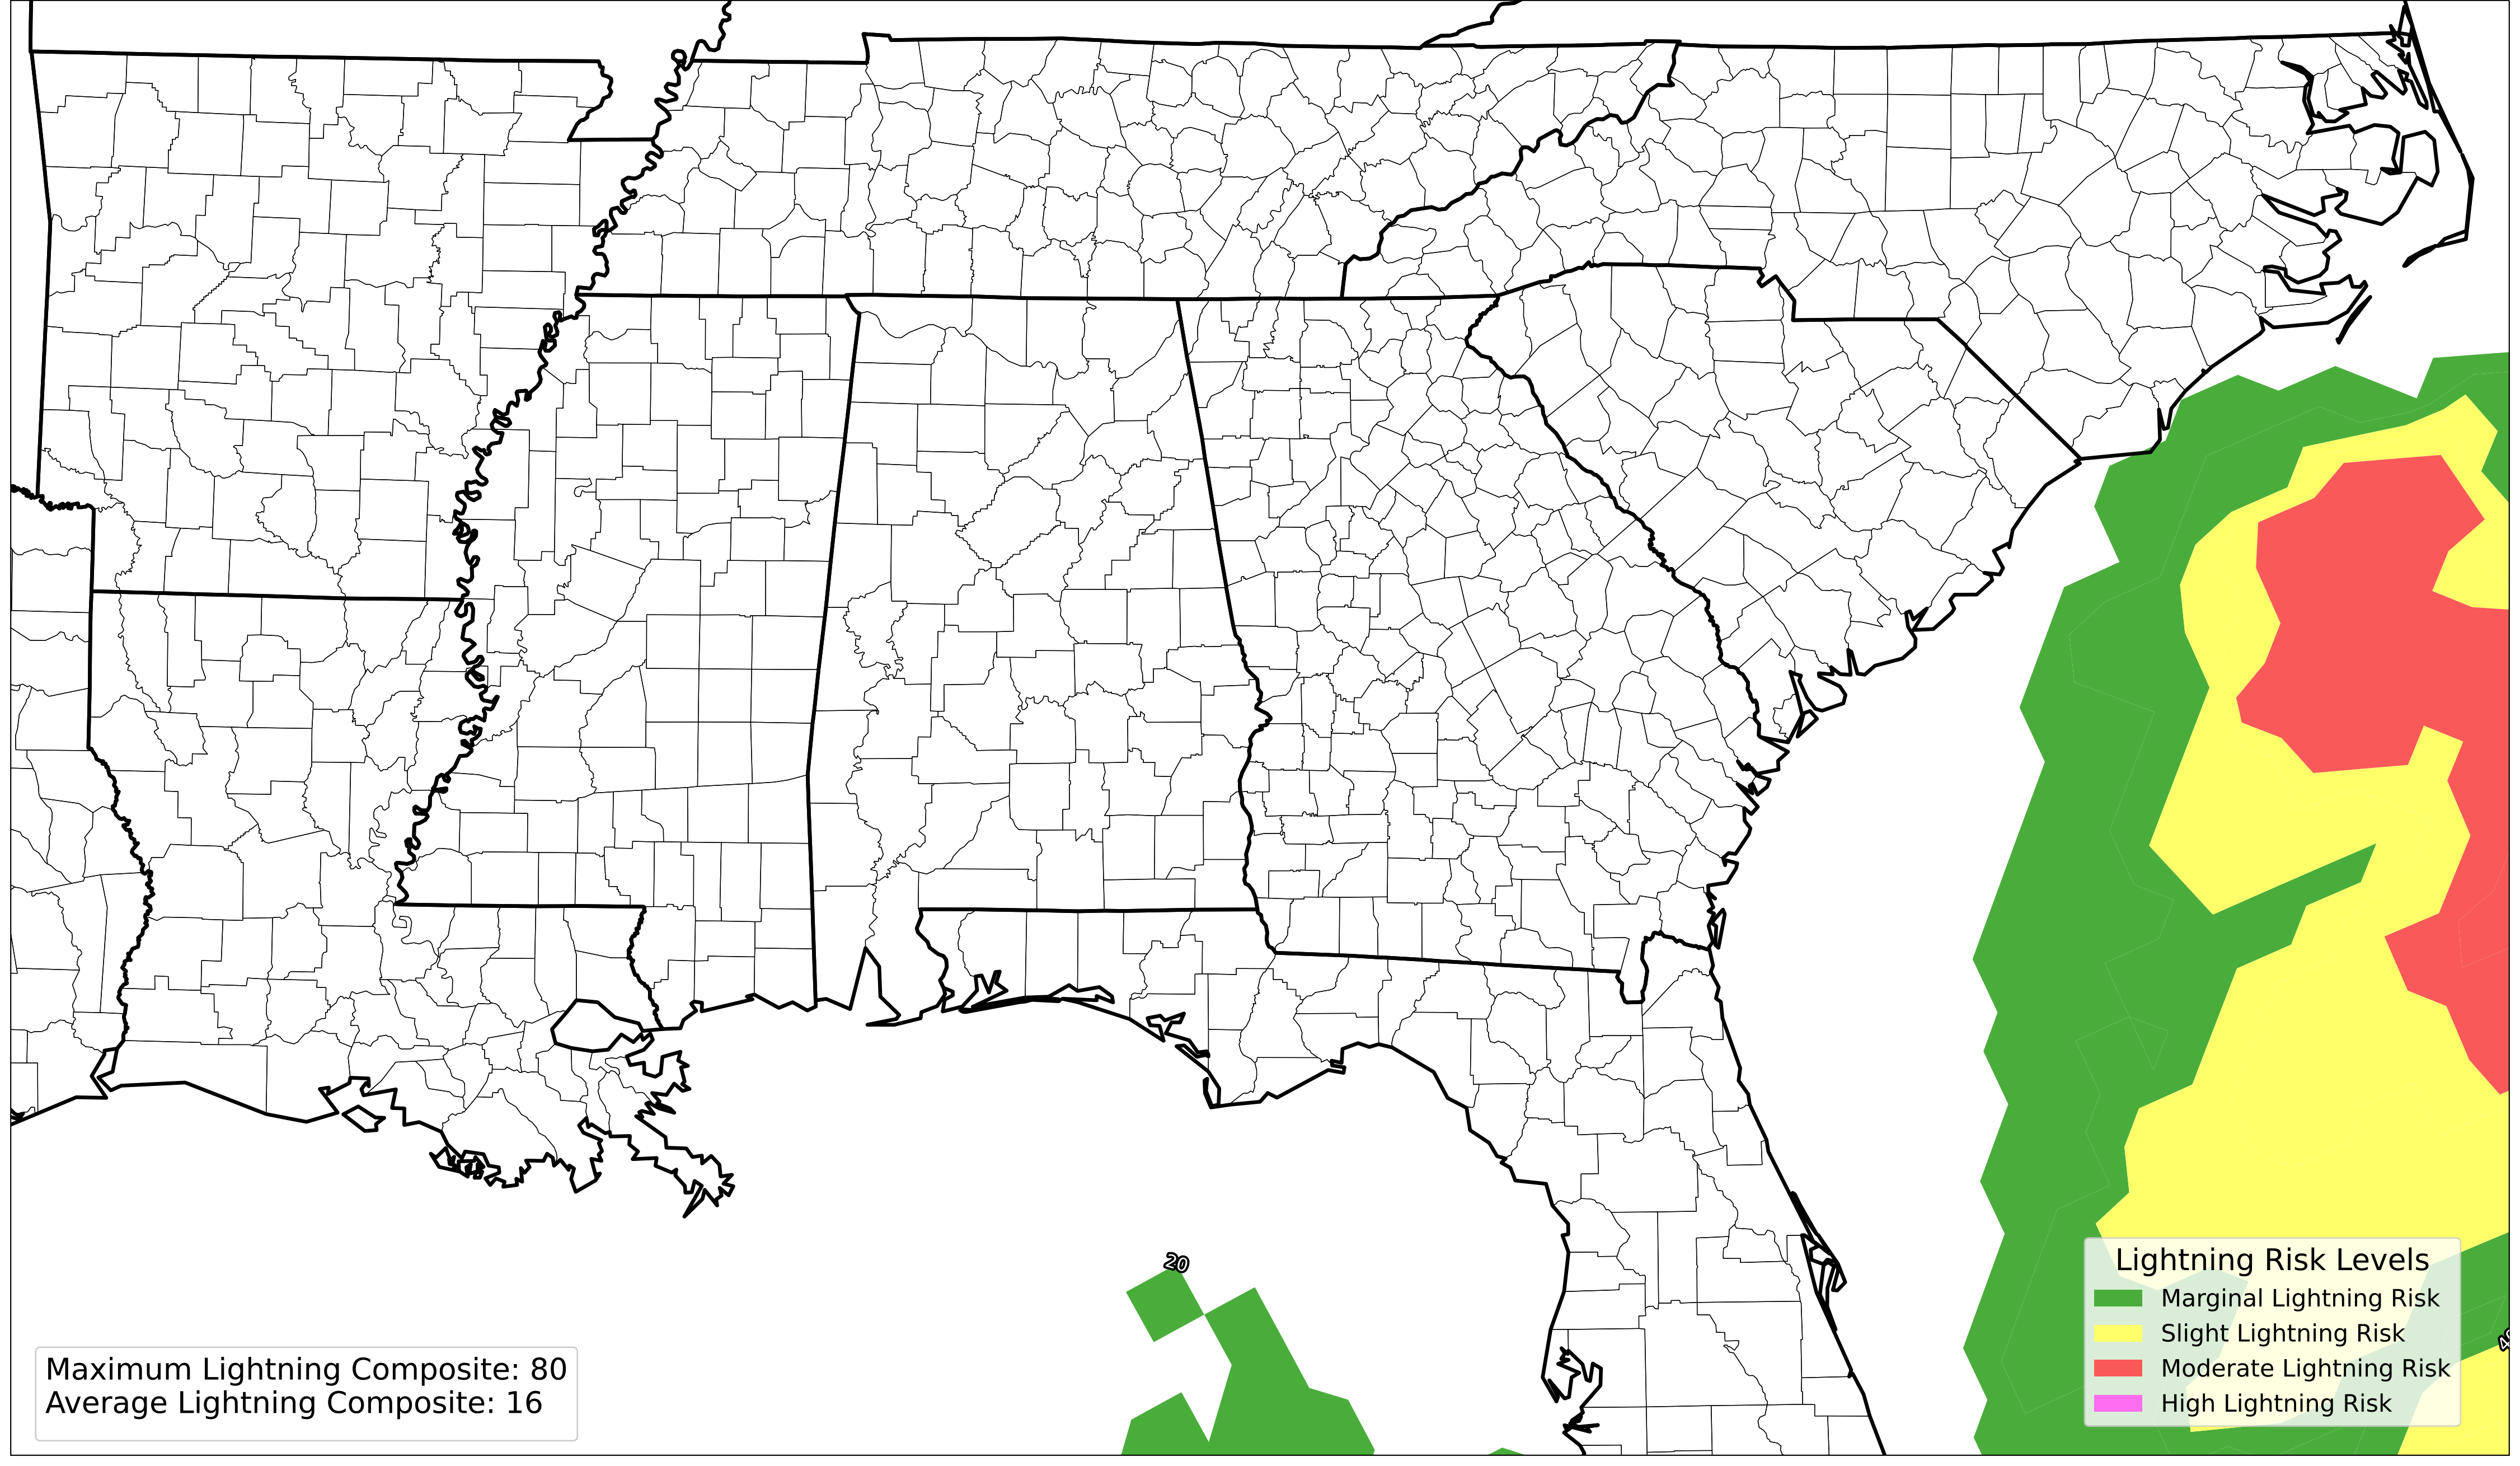 20
Lightning Risk Levels
Marginal Lightning Risk
Slight Lightning Risk
Moderate Lightning Risk
High Lightning Risk
Maximum Lightning Composite: 80
Average Lightning Composite: 16